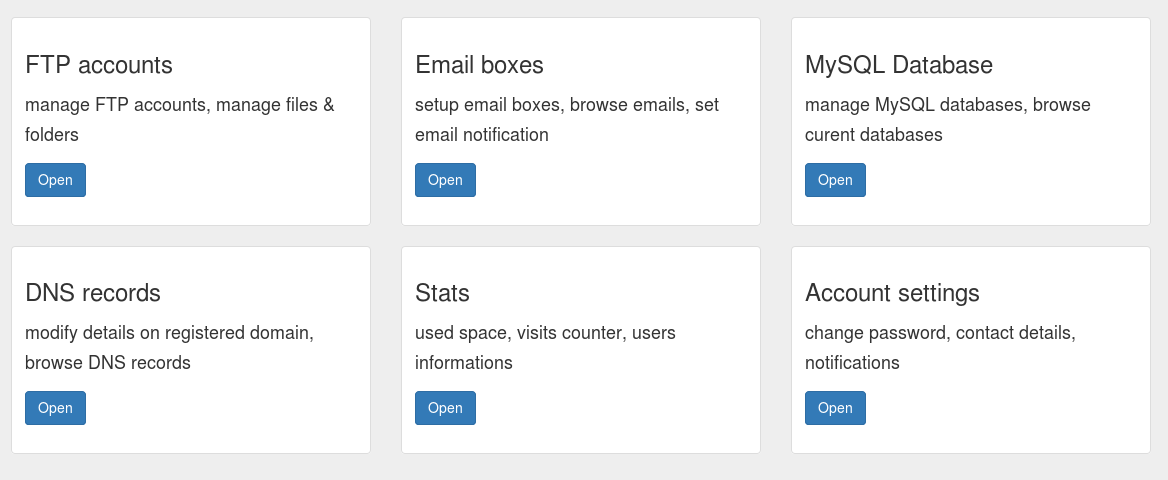 FTP accounts
manage FTP accounts, manage files &
folders
Open
Email boxes
setup email boxes, browse emails, set
email notification
Open
MySQL Database
manage MySQL databases, browse
curent databases
Open
DNS records
modify details on registered domain,
browse DNS records
Open
Stats
used space, visits counter, users
informations
Open
Account settings
change password, contact details,
notifications
Open